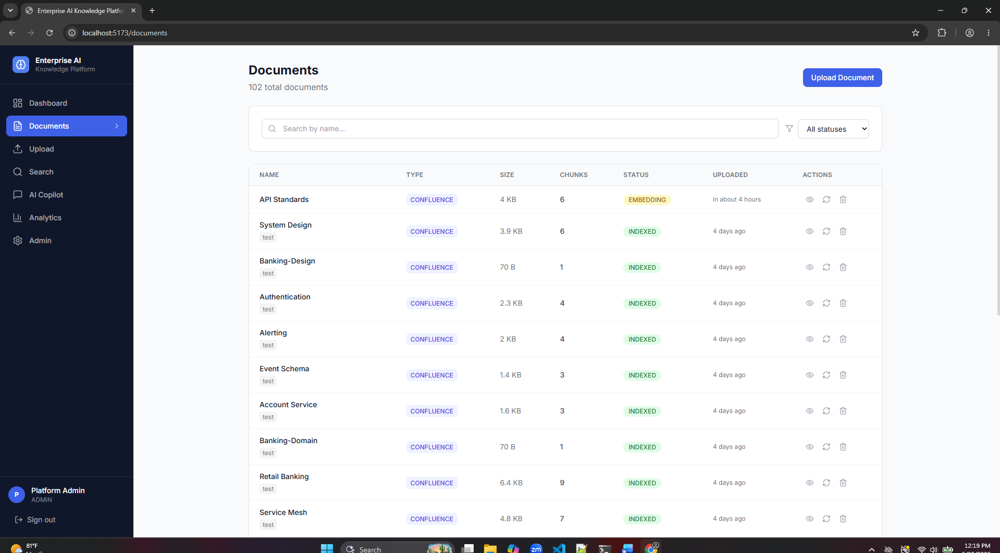 Enterprise AI Knowledge Platfo
localhost:5173/documents
Enterprise AI
Knowledge Platform
Dashboard
Documents
Upload
Search
AI Copilot
Analytics
Admin
P
Platform Admin
ADMIN
Sign out
Documents
102 total documents
Upload Document
Search by name...
All statuses
NAME TYPE SIZE CHUNKS STATUS UPLOADED ACTIONS
API Standards CONFLUENCE 4 KB 6 EMBEDDING in about 4 hours
System Design
test
CONFLUENCE 3.9 KB 6 INDEXED 4 days ago
Banking-Design
test
CONFLUENCE 70 B 1 INDEXED 4 days ago
Authentication
test
CONFLUENCE 2.3 KB 4 INDEXED 4 days ago
Alerting
test
CONFLUENCE 2 KB 4 INDEXED 4 days ago
Event Schema
test
CONFLUENCE 1.4 KB 3 INDEXED 4 days ago
Account Service
test
CONFLUENCE 1.6 KB 3 INDEXED 4 days ago
Banking-Domain
test
CONFLUENCE 70 B 1 INDEXED 4 days ago
Retail Banking
test
CONFLUENCE 6.4 KB 9 INDEXED 4 days ago
Service Mesh
test
CONFLUENCE 4.8 KB 7 INDEXED 4 days ago
81°F
Search
zm
12:19 PM